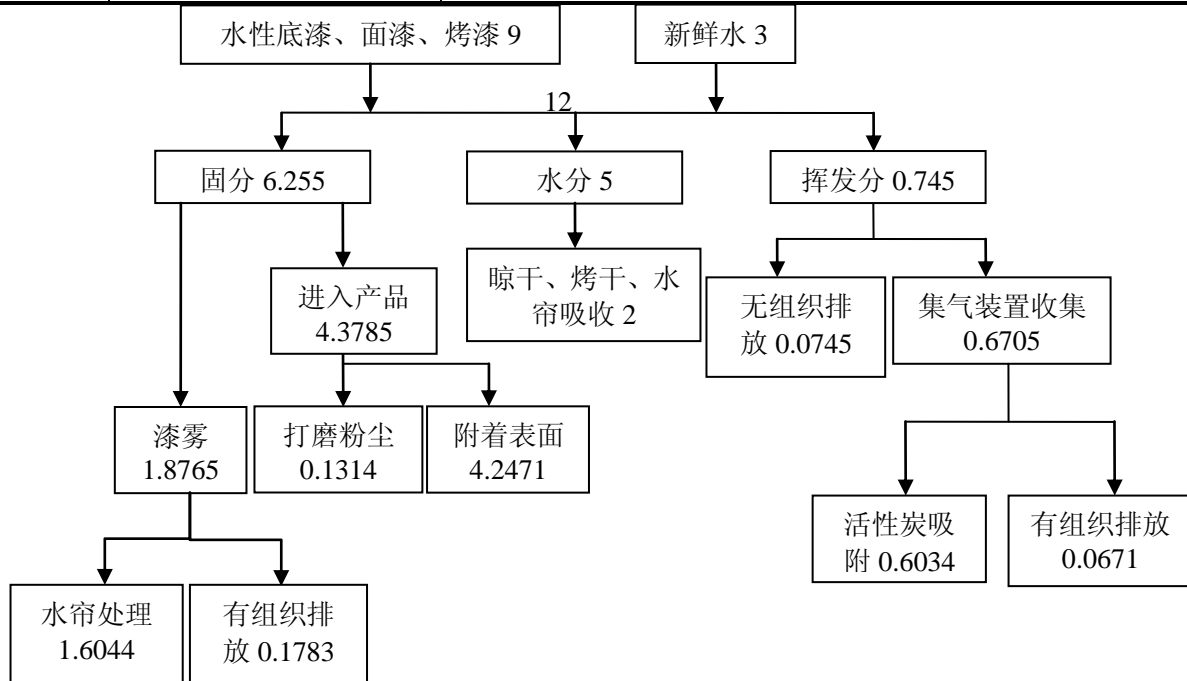 水性底漆、面漆、烤漆 9
新鲜水 3
12
固分 6.255
水分 5
挥发分 0.745
进入产品
4.3785
晾干、烤干、水
帘吸收 2
无组织排
放 0.0745
集气装置收集
0.6705
漆雾
1.8765
打磨粉尘
0.1314
附着表面
4.2471
活性炭吸
附 0.6034
有组织排放
0.0671
水帘处理
1.6044
有组织排
放 0.1783